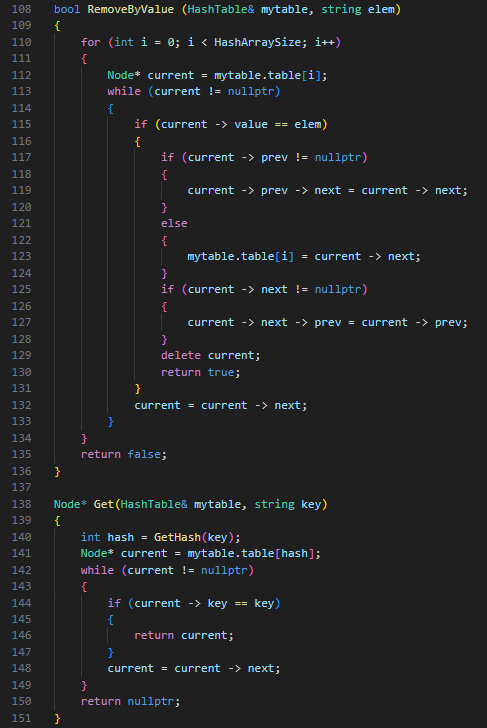 108 bool RemoveByValue (HashTable& mytable, string elem)
109 {
110     for (int i = 0; i < HashArraySize; i++)
111     {
112         Node* current = mytable.table[i];
113         while (current != nullptr)
114         {
115             if (current -> value == elem)
116             {
117                 if (current -> prev != nullptr)
118                 {
119                     current -> prev -> next = current -> next;
120                 }
121                 else
122                 {
123                     mytable.table[i] = current -> next;
124                 }
125                 if (current -> next != nullptr)
126                 {
127                     current -> next -> prev = current -> prev;
128                 }
129                 delete current;
130                 return true;
131             }
132             current = current -> next;
133         }
134     }
135     return false;
136 }
137
138 Node* Get(HashTable& mytable, string key)
139 {
140     int hash = GetHash(key);
141     Node* current = mytable.table[hash];
142     while (current != nullptr)
143     {
144         if (current -> key == key)
145         {
146             return current;
147         }
148         current = current -> next;
149     }
150     return nullptr;
151 }